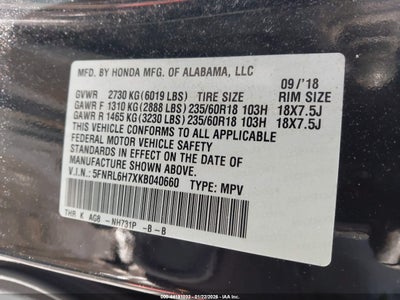 MFD. BY HONDA MFG. OF ALABAMA, LLC
09/'18
GVWR 2730 KG(6019 LBS) TIRE SIZE RIM SIZE
GAWR F 1310 KG(2888 LBS) 235/60R18 103H 18X7.5J
GAWR R 1465 KG(3230 LBS) 235/60R18 103H 18X7.5J
THIS VEHICLE CONFORMS TO ALL APPLICABLE
FEDERAL MOTOR VEHICLE SAFETY
STANDARDS IN EFFECT ON THE DATE OF
MANUFACTURE SHOWN ABOVE.
V.I.N.: 5FNRL6H7XKB040660 TYPE: MPV
THR K AG8 -NH731P -B-B